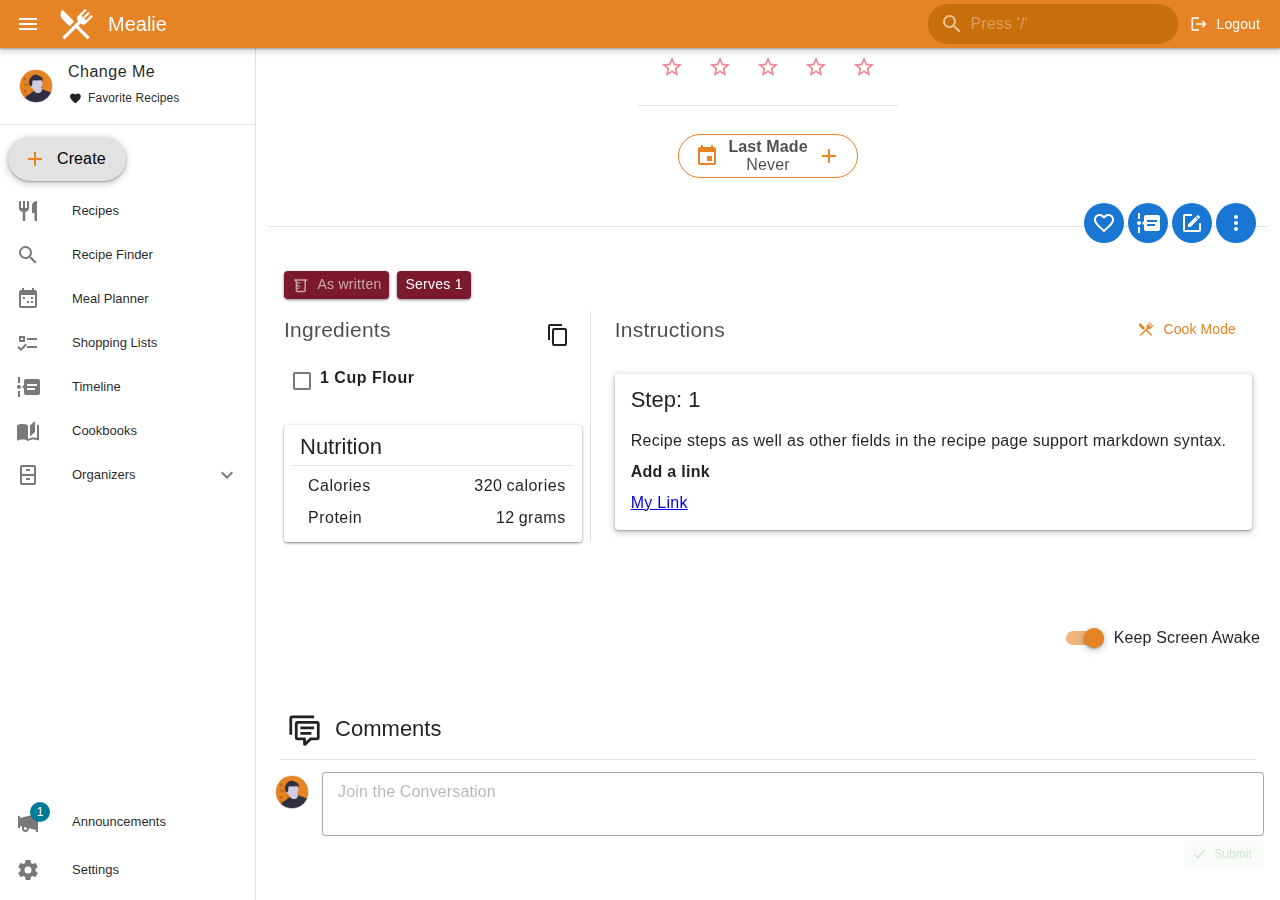 Mealie
Press '/'
Logout
Change Me
Favorite Recipes
Create
Recipes
Recipe Finder
Meal Planner
Shopping Lists
Timeline
Cookbooks
Organizers
1
Announcements
Settings
Last Made
Never
As written
Serves 1
Ingredients
1 Cup Flour
Nutrition
Calories 320 calories
Protein 12 grams
Instructions
Cook Mode
Step: 1
Recipe steps as well as other fields in the recipe page support markdown syntax.
Add a link
My Link
Keep Screen Awake
Comments
Join the Conversation
Submit